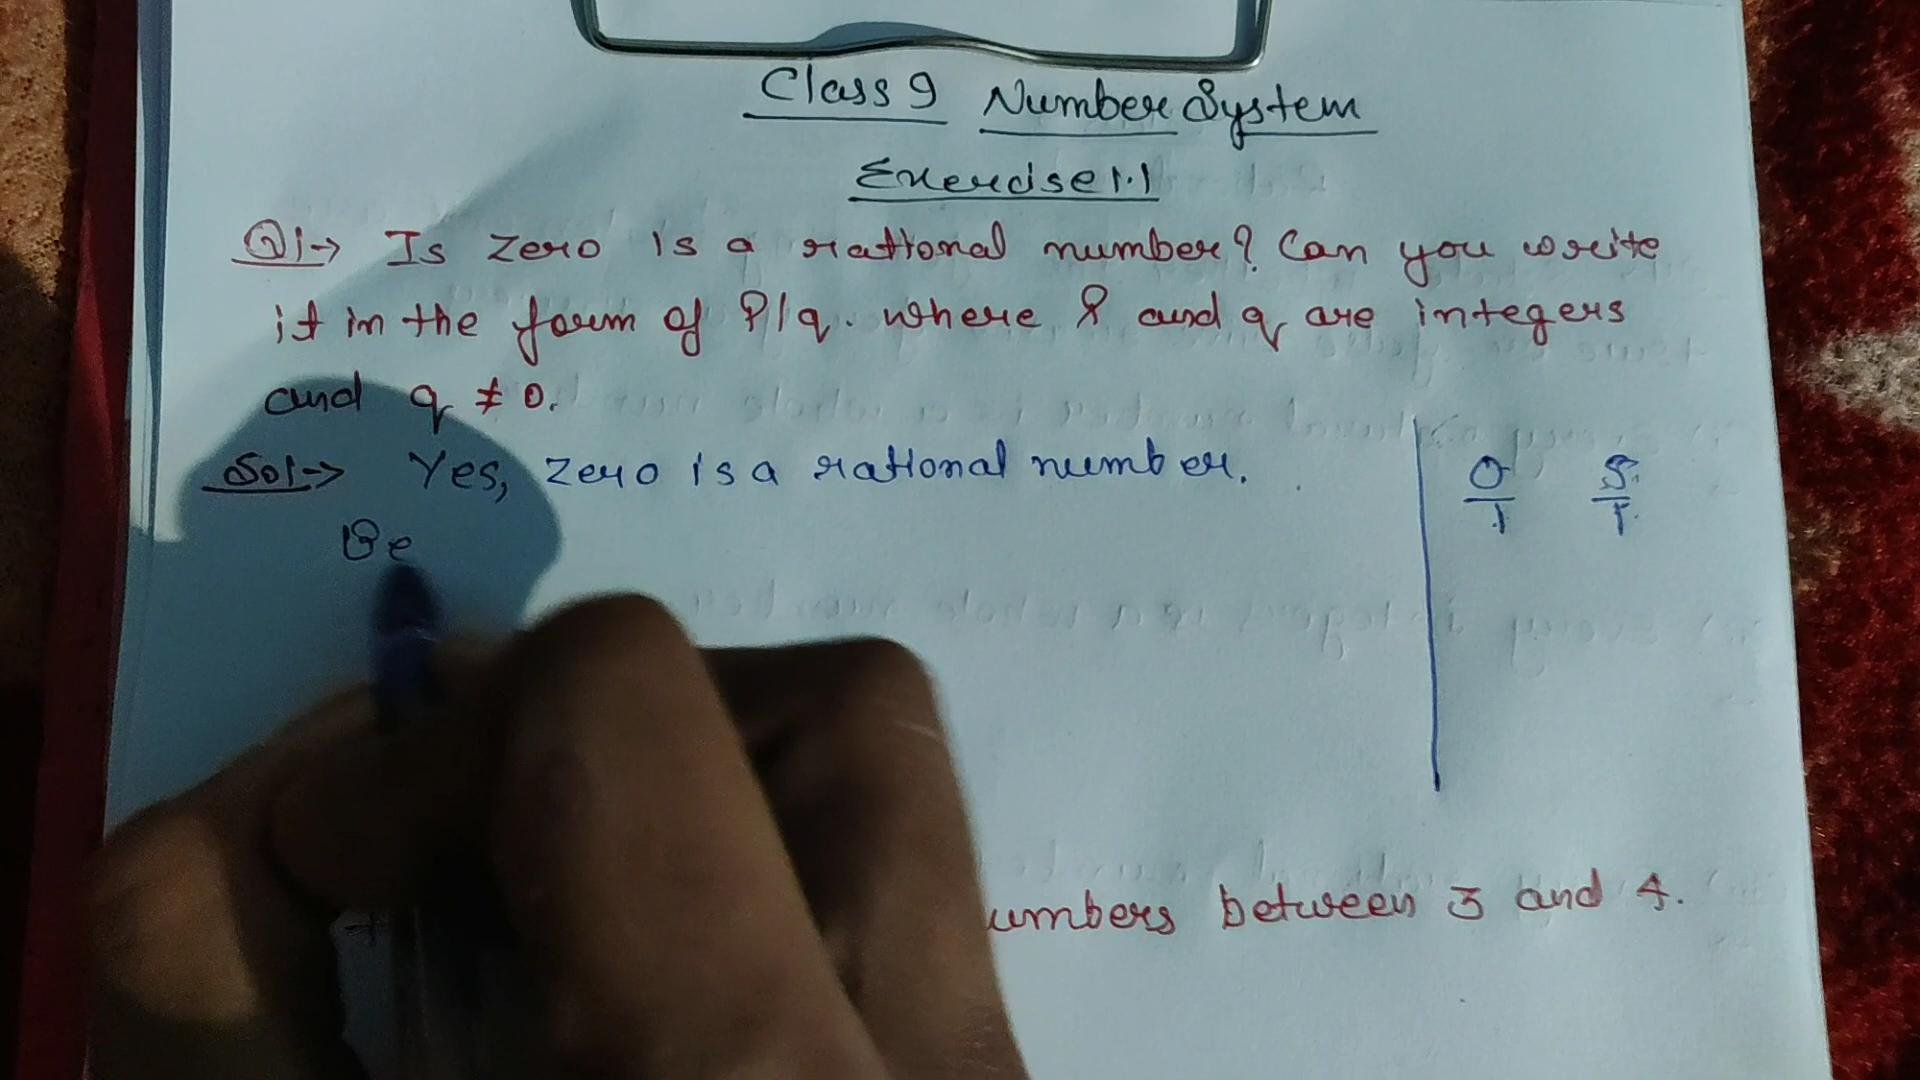 Class 9 Number System
Exercise 1.1
Q1→ Is zero is a rational number? Can you write
it in the form of P/q. where P and q are integers
and q ≠ 0.
Sol→ Yes, zero is a rational number.
0/1 5/1
Be
umbers between 3 and 4.